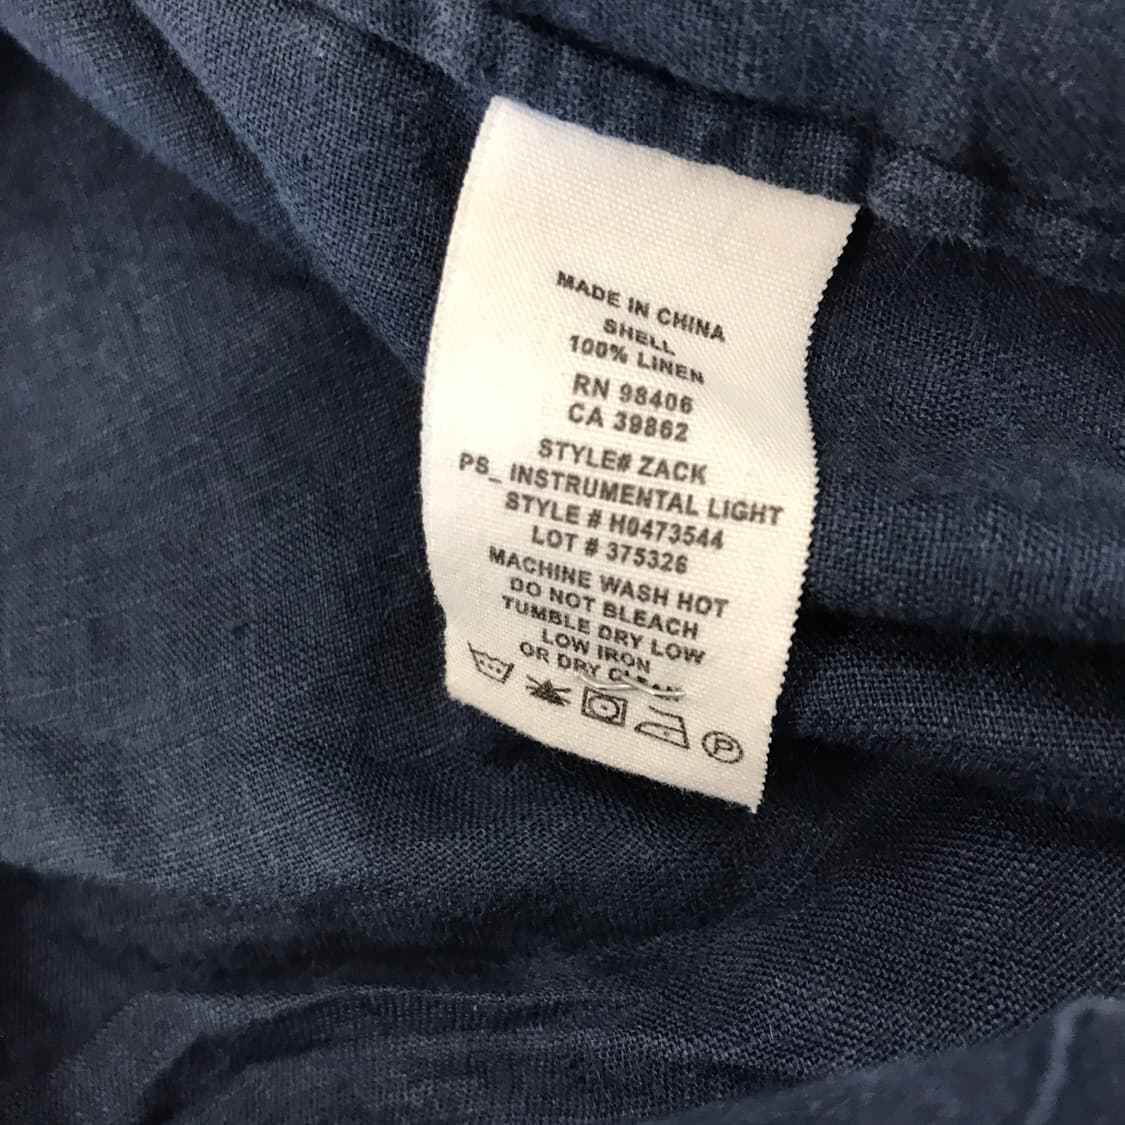 MADE IN CHINA
SHELL
100% LINEN
RN 98406
CA 39862
STYLE# ZACK
PS_ INSTRUMENTAL LIGHT
STYLE # H0473544
LOT # 375326
MACHINE WASH HOT
DO NOT BLEACH
TUMBLE DRY LOW
LOW IRON
OR DRY CLEAN
P